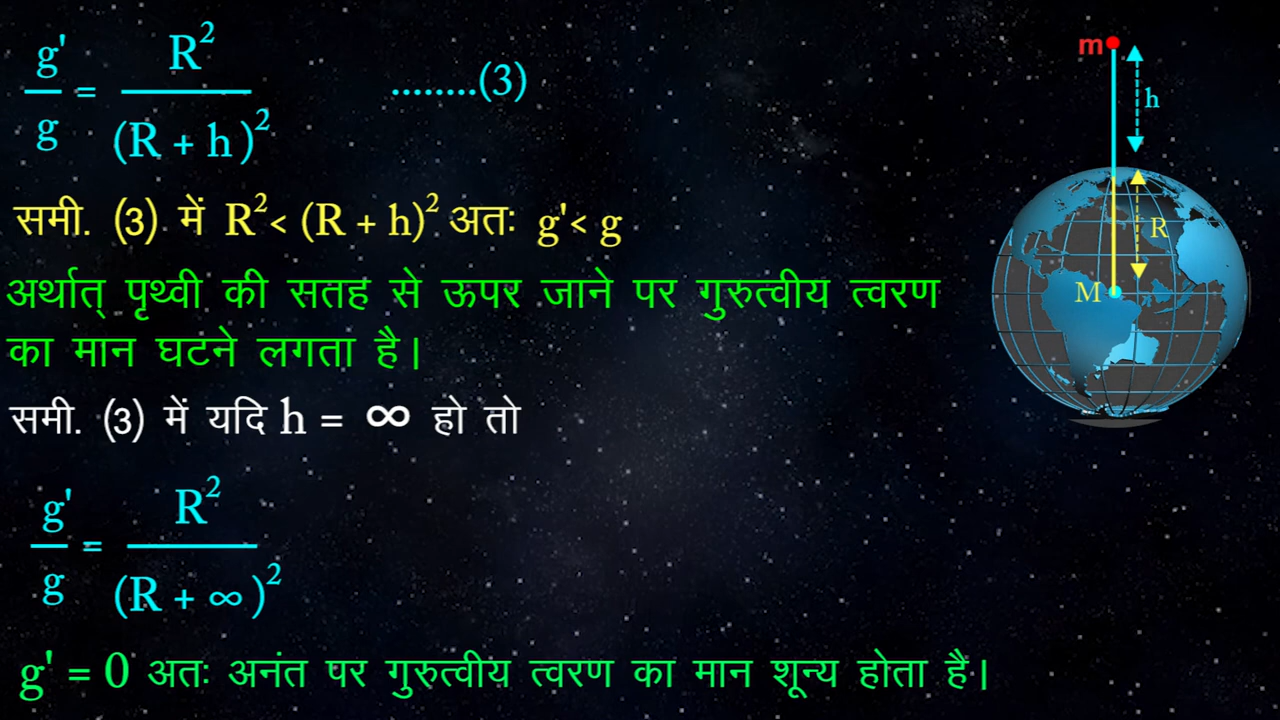 g'/g = R²/(R + h)² ........(3)
समी. (3) में R² < (R + h)² अतः g' < g
अर्थात् पृथ्वी की सतह से ऊपर जाने पर गुरुत्वीय त्वरण
का मान घटने लगता है।
समी. (3) में यदि h = ∞ हो तो
g'/g = R²/(R + ∞)²
g' = 0 अतः अनंत पर गुरुत्वीय त्वरण का मान शून्य होता है।
m
h
R
M